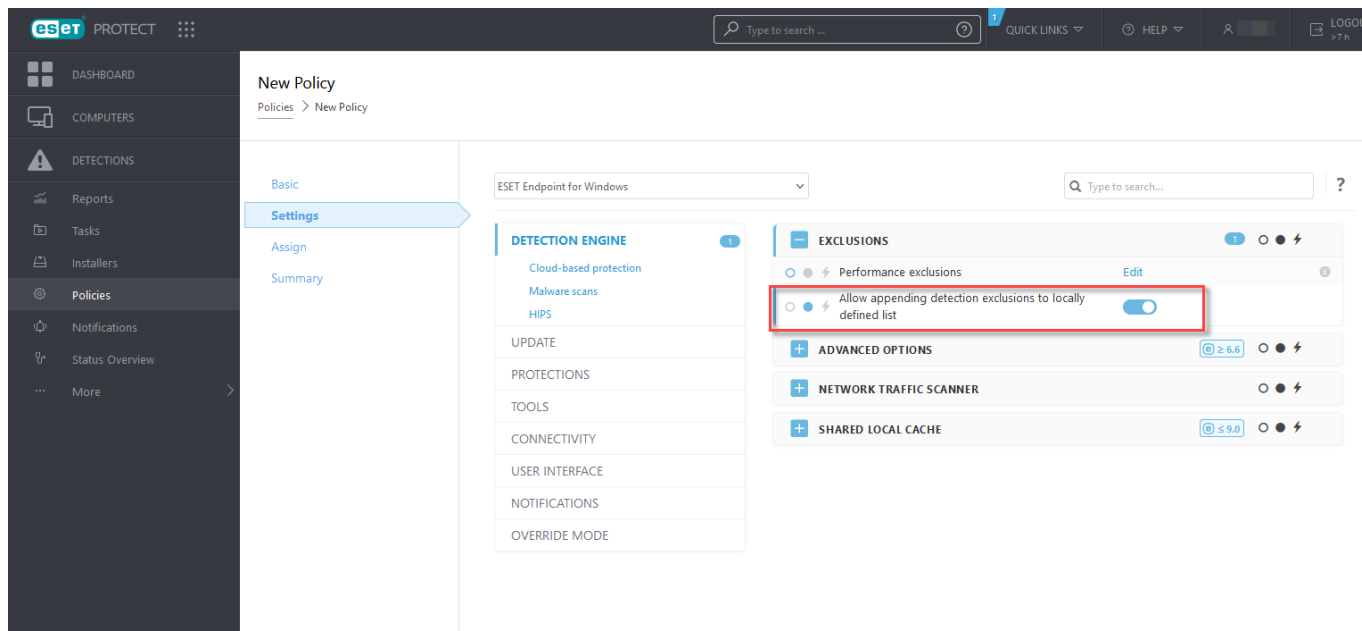 eseT PROTECT
Type to search ...
?
1
QUICK LINKS
? HELP
LOGOU
>7 h
DASHBOARD
COMPUTERS
DETECTIONS
Reports
Tasks
Installers
Policies
Notifications
Status Overview
More
New Policy
Policies > New Policy
Basic
Settings
Assign
Summary
ESET Endpoint for Windows
Type to search...
?
DETECTION ENGINE 1
Cloud-based protection
Malware scans
HIPS
UPDATE
PROTECTIONS
TOOLS
CONNECTIVITY
USER INTERFACE
NOTIFICATIONS
OVERRIDE MODE
EXCLUSIONS 1
Performance exclusions Edit
Allow appending detection exclusions to locally
defined list
ADVANCED OPTIONS ≥ 6.6
NETWORK TRAFFIC SCANNER
SHARED LOCAL CACHE ≤ 9.0